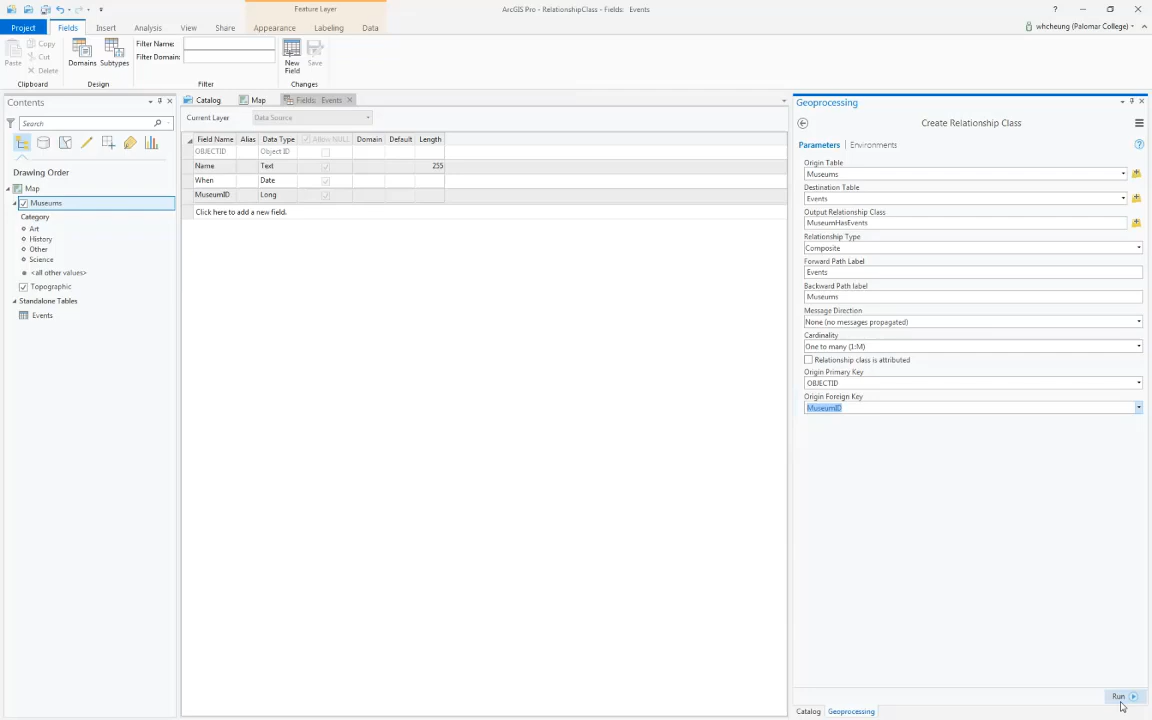 Feature Layer
ArcGIS Pro - RelationshipClass - Fields: Events
?
Project
Fields
Insert
Analysis
View
Share
Appearance
Labeling
Data
whcheung (Palomar College)
Paste
Copy
Cut
Delete
Clipboard
Domains
Subtypes
Design
Filter Name:
Filter Domain:
Filter
New
Field
Save
Changes
Contents
Search
Drawing Order
Map
Museums
Category
Art
History
Other
Science
<all other values>
Topographic
Standalone Tables
Events
Catalog
Map
Fields: Events
Current Layer
Data Source
Field Name Alias Data Type Allow NULL Domain Default Length
OBJECTID Object ID
Name Text 255
When Date
MuseumID Long
Click here to add a new field.
Geoprocessing
Create Relationship Class
Parameters | Environments
?
Origin Table
Museums
Destination Table
Events
Output Relationship Class
MuseumHasEvents
Relationship Type
Composite
Forward Path Label
Events
Backward Path label
Museums
Message Direction
None (no messages propagated)
Cardinality
One to many (1:M)
Relationship class is attributed
Origin Primary Key
OBJECTID
Origin Foreign Key
MuseumID
Run
Catalog
Geoprocessing